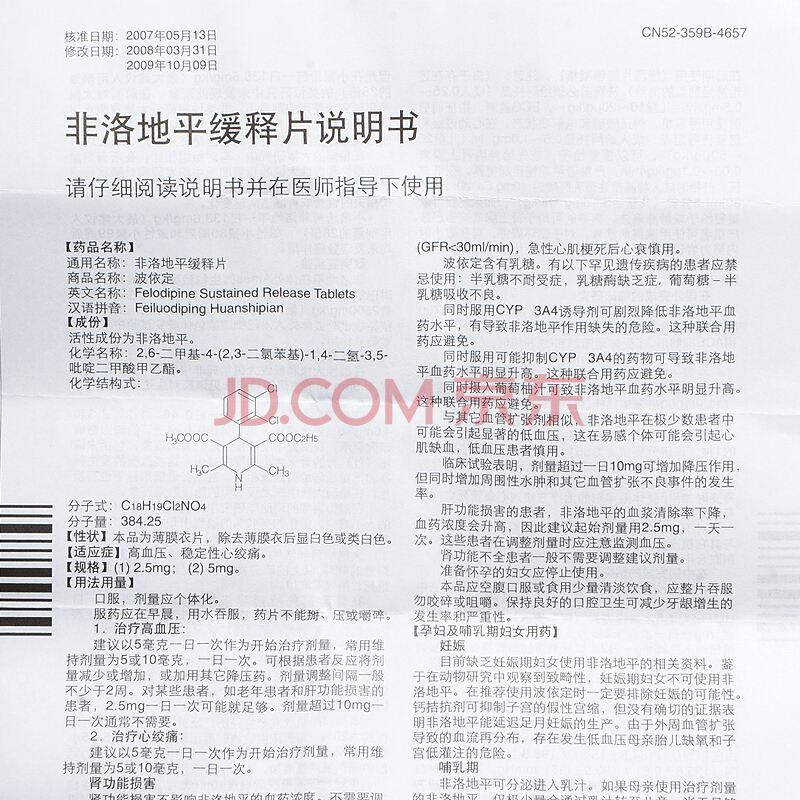 核准日期：2007年05月13日
修改日期：2008年03月31日
2009年10月09日
CN52-359B-4657
非洛地平缓释片说明书
请仔细阅读说明书并在医师指导下使用
【药品名称】
通用名称：非洛地平缓释片
商品名称：波依定
英文名称：Felodipine Sustained Release Tablets
汉语拼音：Feiluodiping Huanshipian
【成份】
活性成分为非洛地平。
化学名称：2,6-二甲基-4-(2,3-二氯苯基)-1,4-二氢-3,5-
吡啶二甲酸甲乙酯。
化学结构式：
Cl
Cl
H₃COOC
COOC₂H₅
H₃C
N
H
CH₃
分子式：C₁₈H₁₉Cl₂NO₄
分子量：384.25
【性状】本品为薄膜衣片，除去薄膜衣后显白色或类白色。
【适应症】高血压、稳定性心绞痛。
【规格】(1) 2.5mg； (2) 5mg。
【用法用量】
口服，剂量应个体化。
服药应在早晨，用水吞服，药片不能掰、压或嚼碎。
1．治疗高血压：
建议以5毫克一日一次作为开始治疗剂量，常用维
持剂量为5或10毫克，一日一次。可根据患者反应将剂
量减少或增加，或加用其它降压药。剂量调整间隔一般
不少于2周。对某些患者，如老年患者和肝功能损害的
患者，2.5mg一日一次可能就足够。剂量超过10mg一
日一次通常不需要。
2．治疗心绞痛：
建议以5毫克一日一次作为开始治疗剂量，常用维
持剂量为5或10毫克，一日一次。
肾功能损害
肾功能损害不影响非洛地平的血药浓度，不需要调
(GFR<30ml/min)，急性心肌梗死后心衰慎用。
波依定含有乳糖。有以下罕见遗传疾病的患者应禁
忌使用：半乳糖不耐受症，乳糖酶缺乏症，葡萄糖－半
乳糖吸收不良。
同时服用CYP 3A4诱导剂可剧烈降低非洛地平血
药水平，有导致非洛地平作用缺失的危险。这种联合用
药应避免。
同时服用可能抑制CYP 3A4的药物可导致非洛地
平血药水平明显升高。这种联合用药应避免。
同时摄入葡萄柚汁可致非洛地平血药水平明显升高。
这种联合用药应避免。
与其它血管扩张剂相似，非洛地平在极少数患者中
可能会引起显著的低血压，这在易感个体可能会引起心
肌缺血，低血压患者慎用。
临床试验表明，剂量超过一日10mg可增加降压作用，
但同时增加周围性水肿和其它血管扩张不良事件的发生
率。
肝功能损害的患者，非洛地平的血浆清除率下降，
血药浓度会升高，因此建议起始剂量用2.5mg，一天一
次。这些患者在调整剂量时应注意监测血压。
肾功能不全患者一般不需要调整建议剂量。
准备怀孕的妇女应停止使用。
本品应空腹口服或食用少量清淡饮食，应整片吞服
勿咬碎或咀嚼。保持良好的口腔卫生可减少牙龈增生的
发生率和严重性。
【孕妇及哺乳期妇女用药】
妊娠
目前缺乏妊娠期妇女使用非洛地平的相关资料。鉴
于在动物研究中观察到致畸性，妊娠期妇女不可使用非
洛地平。在推荐使用波依定时一定要排除妊娠的可能性。
钙拮抗剂可抑制子宫的假性宫缩，但没有确切的证据表
明非洛地平能延迟足月妊娠的生产。由于外周血管扩张
导致的血流再分布，存在发生低血压母亲胎儿缺氧和子
宫低灌注的危险。
哺乳期
非洛地平可分泌进入乳汁。如果母亲使用治疗剂量
JD.COM 京东